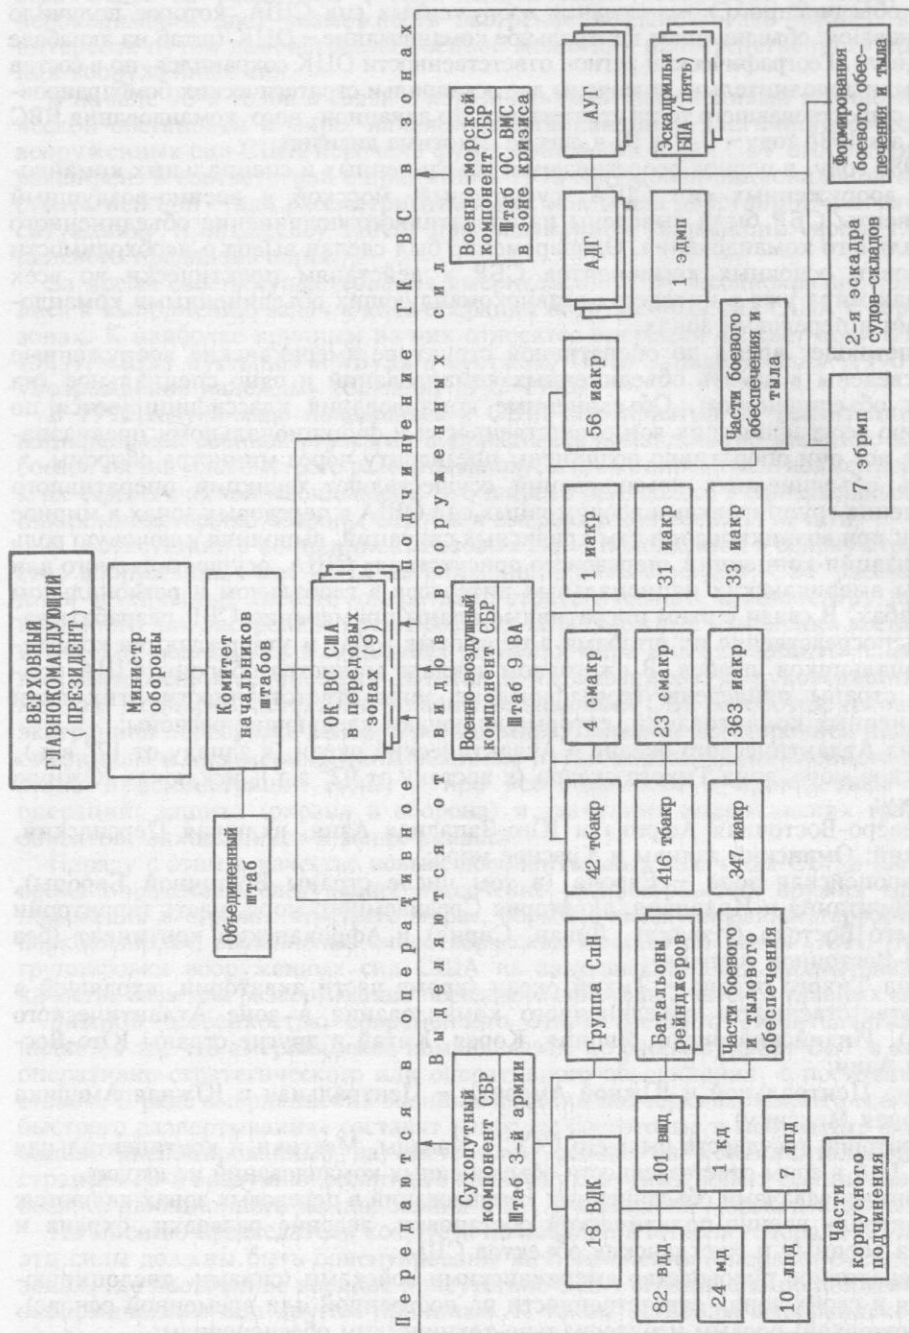 ВЕРХОВНЫЙ
ГЛАВНОКОМАНДУЮЩИЙ
ПРЕЗИДЕНТ
Министр
обороны
Объединенный
штаб
Комитет
начальников
штабов
ОК ВС США
в передовых
зонах (9)
Передача в оперативное подчинение ОК ВС в зонах
Выделяются от видов вооруженных сил
Сухопутный
компонент СБР
Штаб 3-й армии
Военно-воздушный
компонент СБР
Штаб 9 ВА
Военно-морской
компонент СБР
Штаб ОС ВМС
в зоне кризиса
18 ВДК
82 вдд
101 вшд
24 мд
1 кд
10 лпд
7 лпд
Части
корпусного
подчинения
Группа СпН
Батальоны
рейнджеров
Части боевого
и тылового
обеспечения
42 тбакр
416 тбакр
347 иакр
1 смакр
23 смакр
363 иакр
1 иакр
31 иакр
33 иакр
56 иакр
Части боевого
обеспечения и
тыла
АДГ
1 эдмп
АУГ
Эскадрильи
БПА / пять/
7 эбрмп
2-я эскадра
судов-складов
Формирования
боевого обес-
печения и тыла